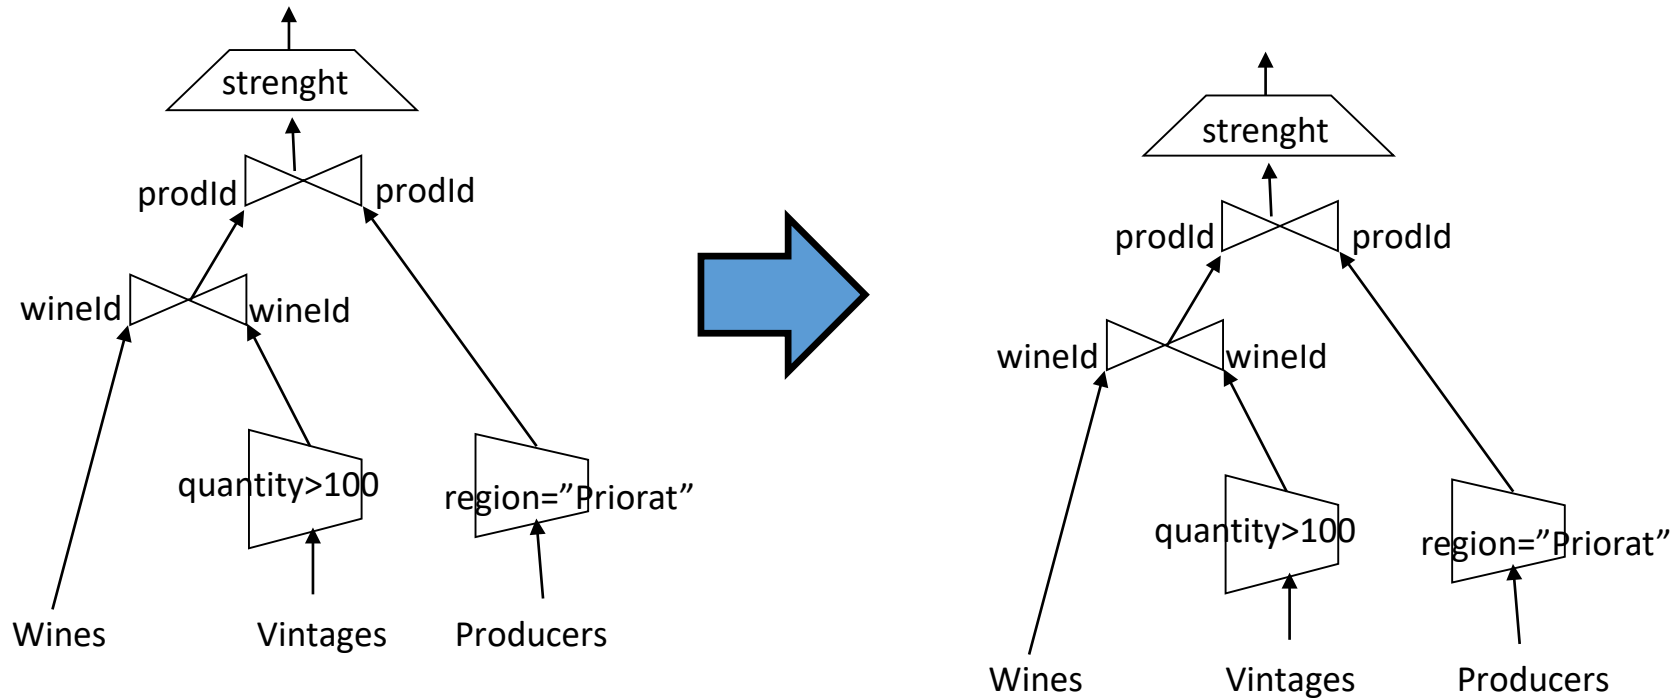 strenght
prodId
prodId
wineId
wineId
quantity>100
region=”Priorat”
Wines
Vintages
Producers
strenght
prodId
prodId
wineId
wineId
quantity>100
region=”Priorat”
Wines
Vintages
Producers